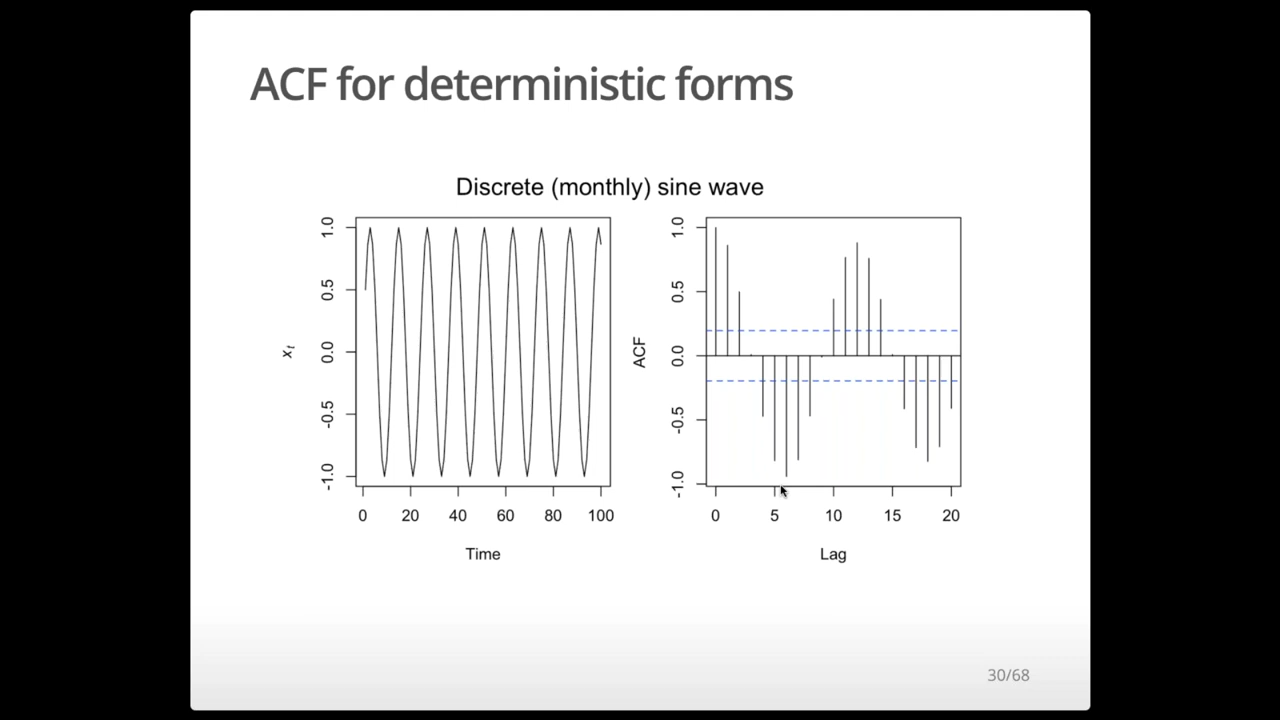 ACF for deterministic forms
Discrete (monthly) sine wave
1.0
0.5
0.0
-0.5
-1.0
xt
0 20 40 60 80 100
Time
1.0
0.5
0.0
-0.5
-1.0
ACF
0 5 10 15 20
Lag
30/68